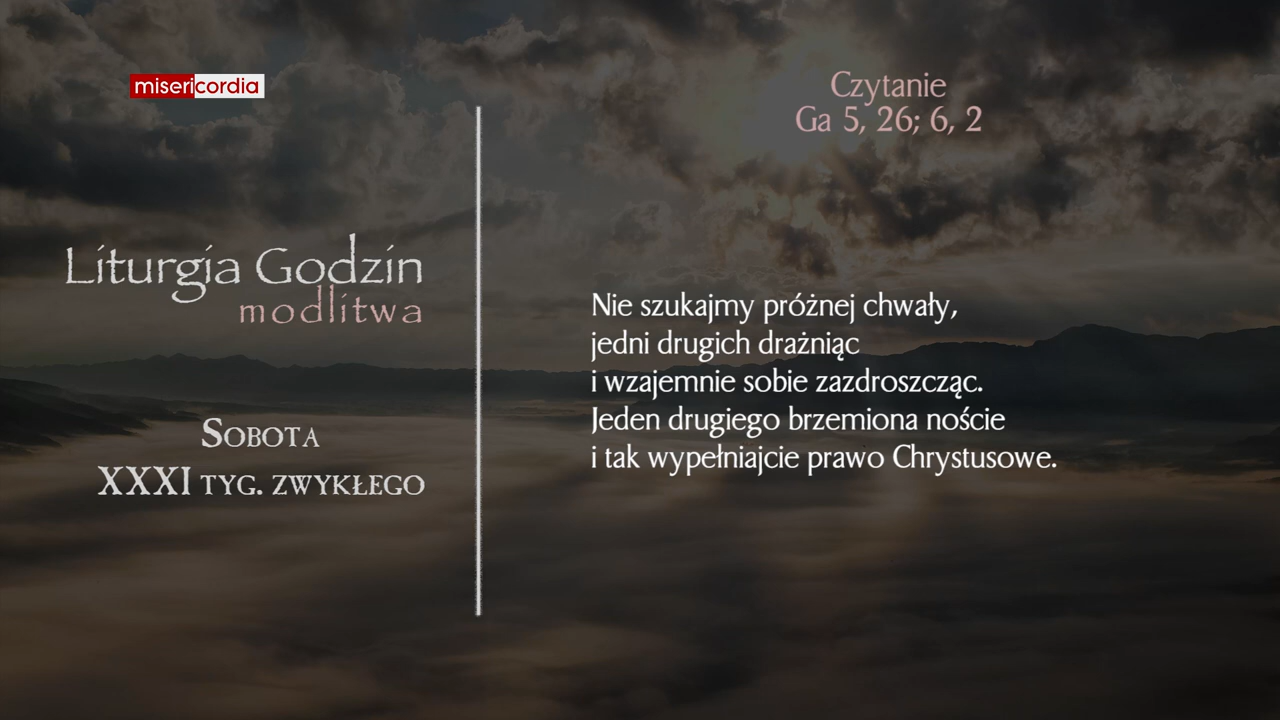 misericordia
Liturgia Godzin
modlitwa
Sobota
XXXI tyg. zwykłego
Czytanie
Ga 5, 26; 6, 2
Nie szukajmy próżnej chwały,
jedni drugich drażniąc
i wzajemnie sobie zazdroszcząc.
Jeden drugiego brzemiona noście
i tak wypełniajcie prawo Chrystusowe.